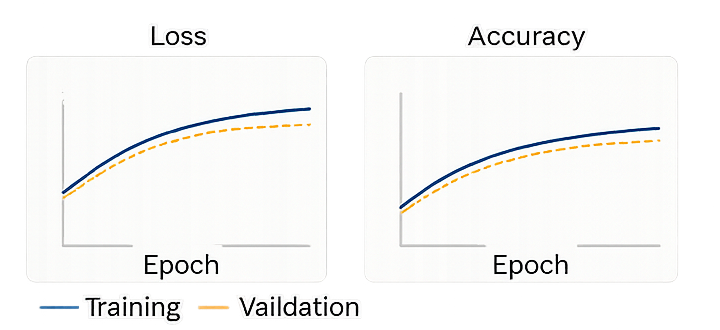 Loss
Accuracy
Epoch
Epoch
Training
Vaildation